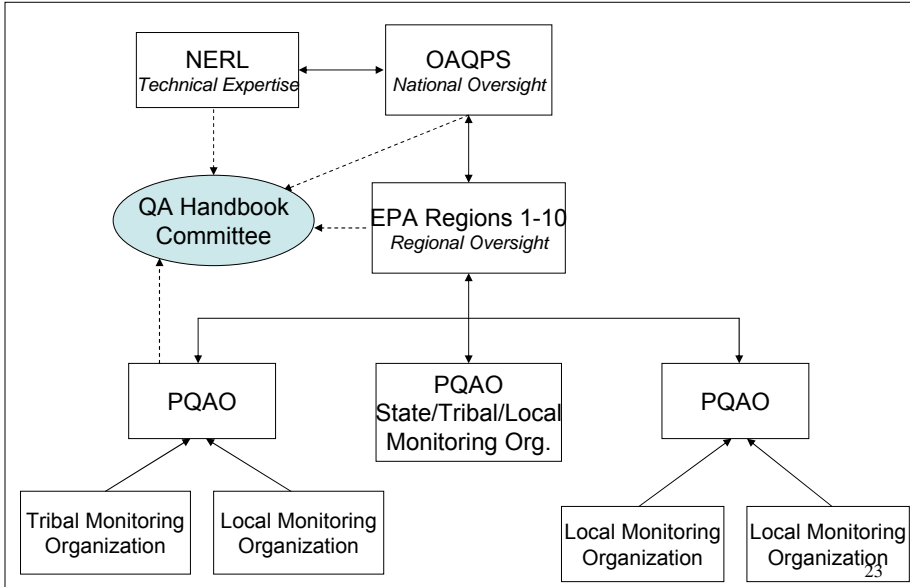 NERL
Technical Expertise
OAQPS
National Oversight
QA Handbook
Committee
EPA Regions 1-10
Regional Oversight
PQAO
PQAO
State/Tribal/Local
Monitoring Org.
PQAO
Tribal Monitoring
Organization
Local Monitoring
Organization
Local Monitoring
Organization
Local Monitoring
Organization
23